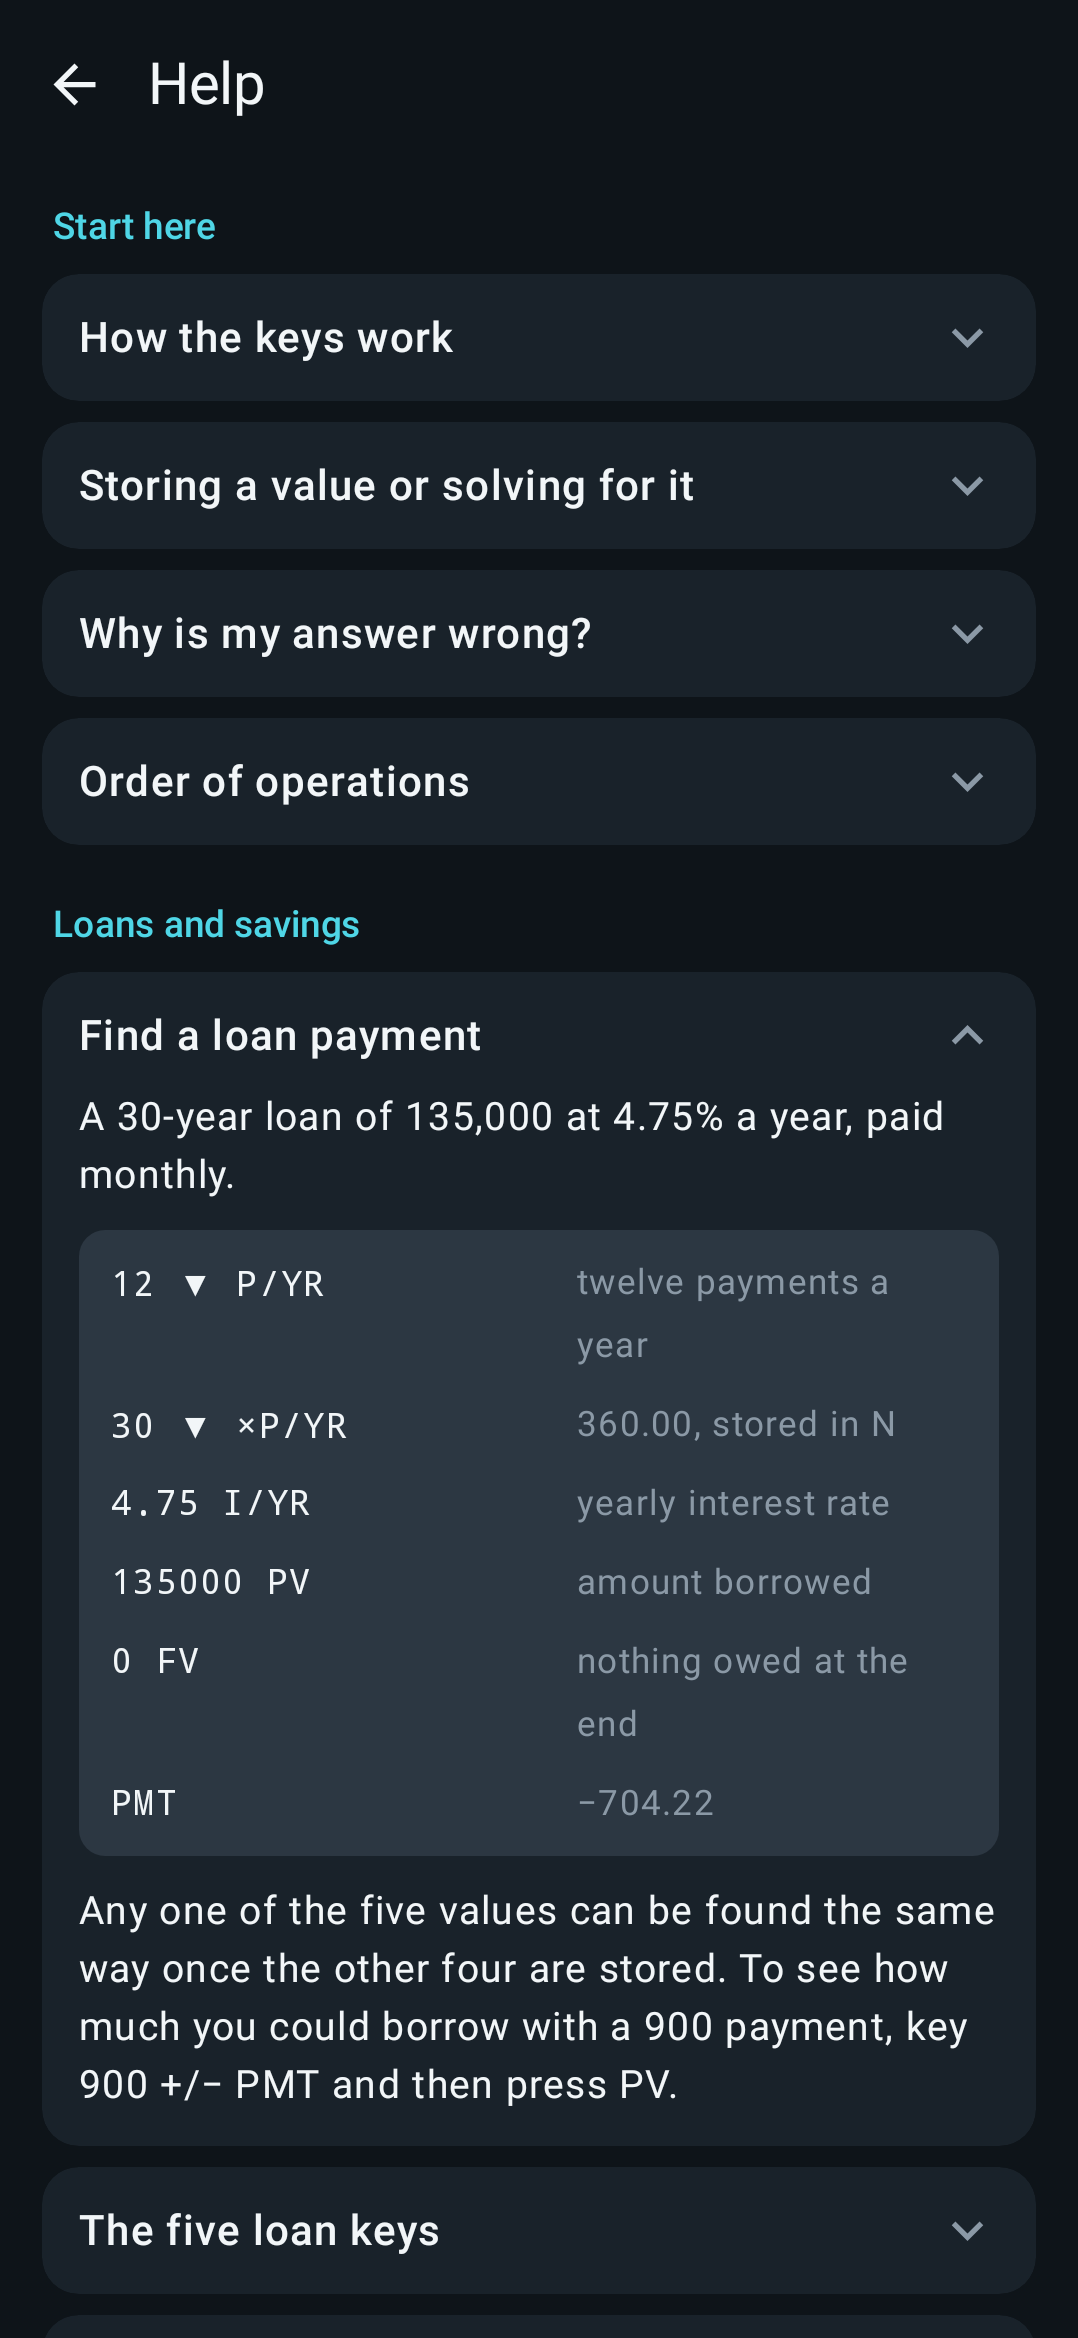 Help
Start here
How the keys work
Storing a value or solving for it
Why is my answer wrong?
Order of operations
Loans and savings
Find a loan payment
A 30-year loan of 135,000 at 4.75% a year, paid
monthly.
12 ▼ P/YR twelve payments a
year
30 ▼ ×P/YR 360.00, stored in N
4.75 I/YR yearly interest rate
135000 PV amount borrowed
0 FV nothing owed at the
end
PMT −704.22
Any one of the five values can be found the same
way once the other four are stored. To see how
much you could borrow with a 900 payment, key
900 +/− PMT and then press PV.
The five loan keys